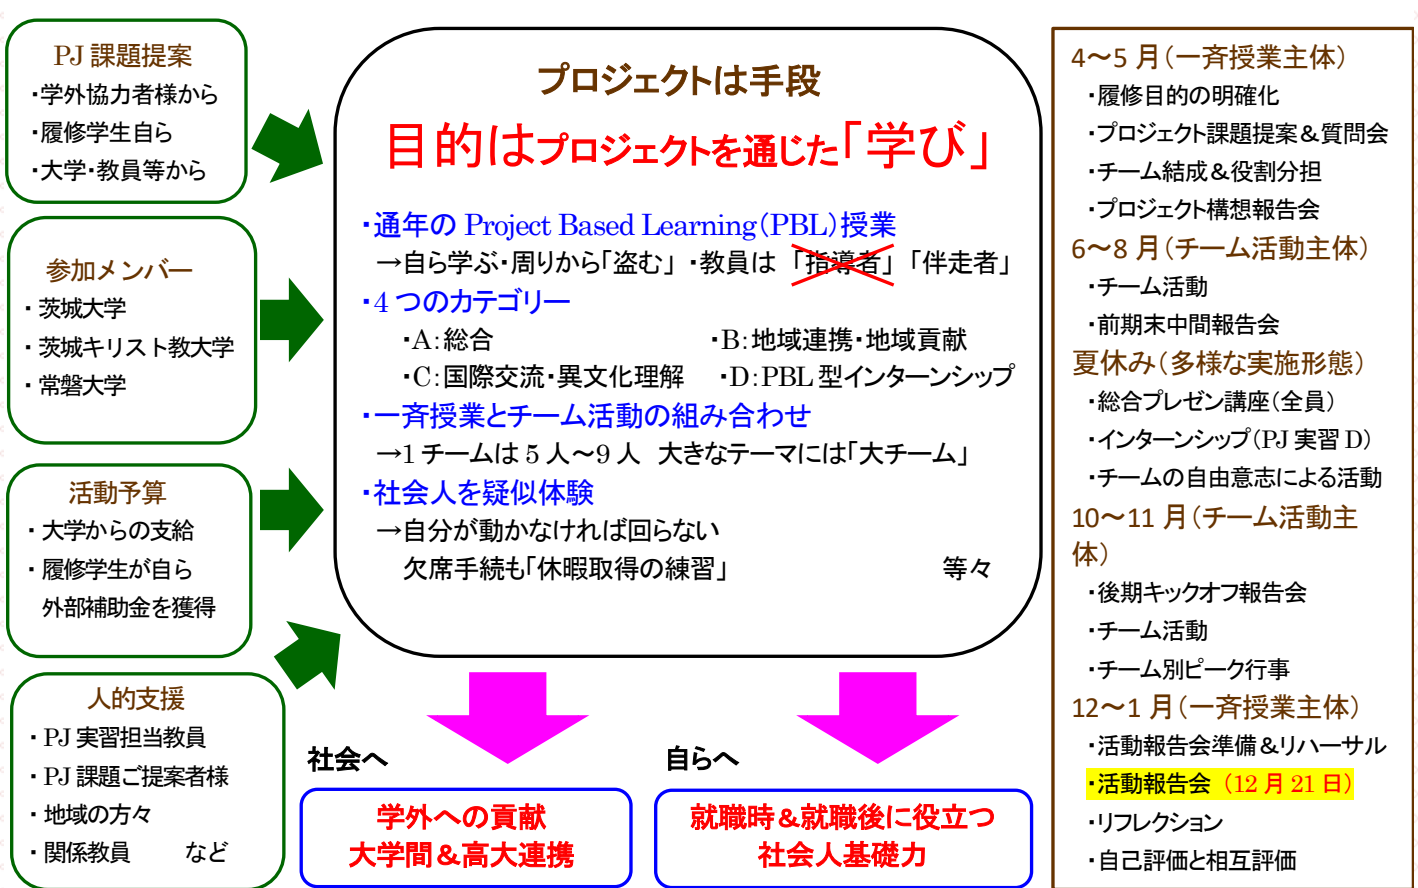 PJ 課題提案
・学外協力者様から
・履修学生自ら
・大学・教員等から
参加メンバー
・ 茨城大学
・ 茨城キリスト教大学
・ 常磐大学
活動予算
・ 大学からの支給
・ 履修学生が自ら
外部補助金を獲得
人的支援
・ PJ 実習担当教員
・ PJ 課題ご提案者様
・ 地域の方々
・ 関係教員 など
プロジェクトは手段
目的はプロジェクトを通じた「学び」
・通年の Project Based Learning(PBL)授業
→自ら学ぶ・周りから「盗む」 ・教員は 「指導者」 「伴走者」
・4 つのカテゴリー
・A:総合 ・B:地域連携・地域貢献
・C:国際交流・異文化理解 ・D:PBL 型インターンシップ
・一斉授業とチーム活動の組み合わせ
→1 チームは 5 人～9 人 大きなテーマには「大チーム」
・社会人を疑似体験
→自分が動かなければ回らない
欠席手続も「休暇取得の練習」 等々
社会へ
学外への貢献
大学間＆高大連携
自らへ
就職時＆就職後に役立つ
社会人基礎力
4～5 月(一斉授業主体)
・履修目的の明確化
・プロジェクト課題提案＆質問会
・チーム結成＆役割分担
・プロジェクト構想報告会
6～8 月(チーム活動主体)
・チーム活動
・前期末中間報告会
夏休み(多様な実施形態)
・総合プレゼン講座(全員)
・インターンシップ(PJ 実習 D)
・チームの自由意志による活動
10～11 月(チーム活動主
体)
・後期キックオフ報告会
・チーム活動
・チーム別ピーク行事
12～1 月(一斉授業主体)
・活動報告会準備＆リハーサル
・活動報告会 (12 月 21 日)
・リフレクション
・自己評価と相互評価